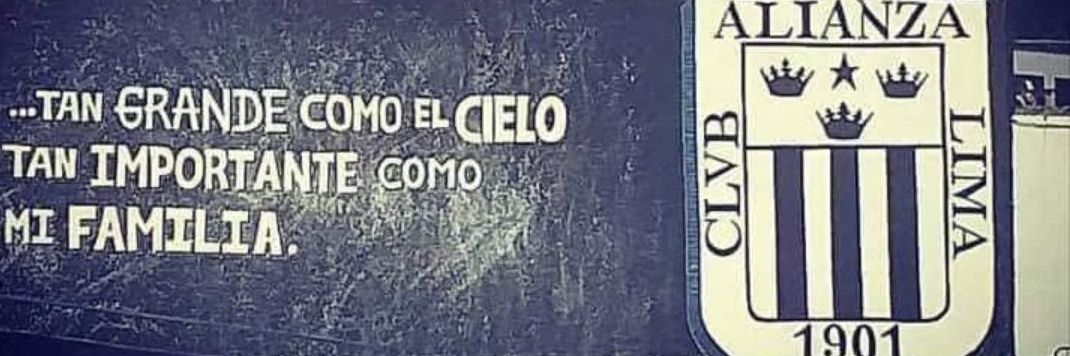 ...TAN GRANDE COMO EL CIELO
TAN IMPORTANTE COMO
MI FAMILIA.
ALIANZA
CLVB
LIMA
1901